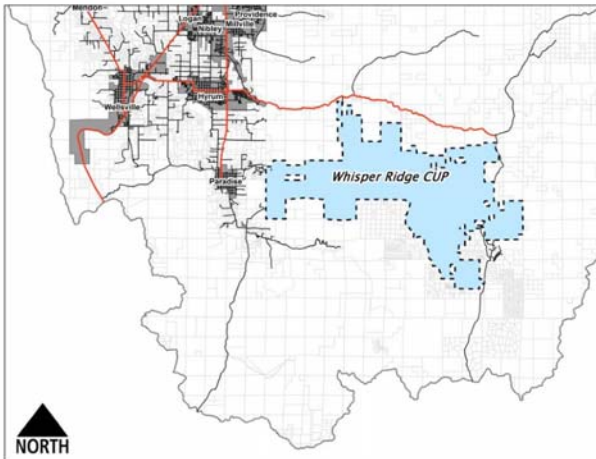 Mendon
Logan
Providence
Nibley
Millville
Wellsville
Hyrum
Paradise
Whisper Ridge CUP
NORTH